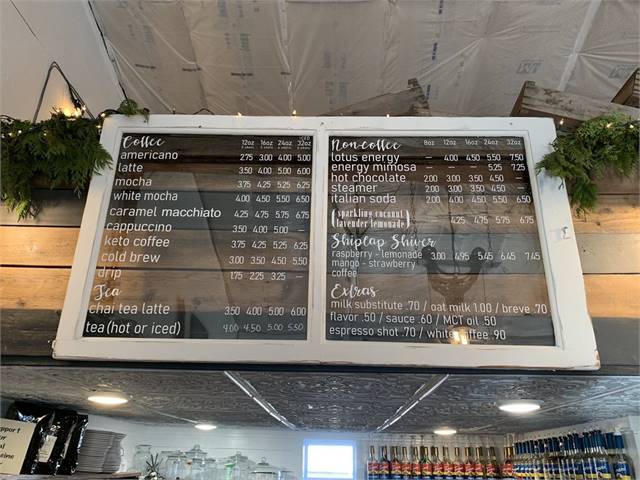 Coffee 12oz 16oz 24oz 32oz
americano 2.75 3.00 4.00 5.00
latte 3.50 4.00 5.00 6.00
mocha 3.75 4.25 5.25 6.25
white mocha 4.00 4.50 5.50 6.50
caramel macchiato 4.25 4.75 5.75 6.75
cappuccino 3.50 4.00 5.00 -
keto coffee 3.75 4.25 5.25 6.25
cold brew 3.00 3.50 4.50 5.50
drip 1.75 2.25 3.25 -
Tea
chai tea latte 3.50 4.00 5.00 6.00
tea (hot or iced) 4.00 4.50 5.00 5.50
Non-coffee 8oz 12oz 16oz 24oz 32oz
lotus energy - 4.00 4.50 5.50 7.50
energy mimosa - - - 5.25 7.25
hot chocolate 2.00 3.00 3.50 4.50 -
steamer 2.00 3.00 3.50 4.50 -
italian soda 2.00 4.00 4.50 5.50 6.50
(sparkling coconut
lavender lemonade) - 4.25 4.75 5.75 6.75
Shiplap Shiver
raspberry - lemonade 3.00 4.95 5.45 6.45 7.45
mango - strawberry
coffee
Extras
milk substitute .70 / oat milk 1.00 / breve .70
flavor .50 / sauce .60 / MCT oil .50
espresso shot .70 / white coffee .90